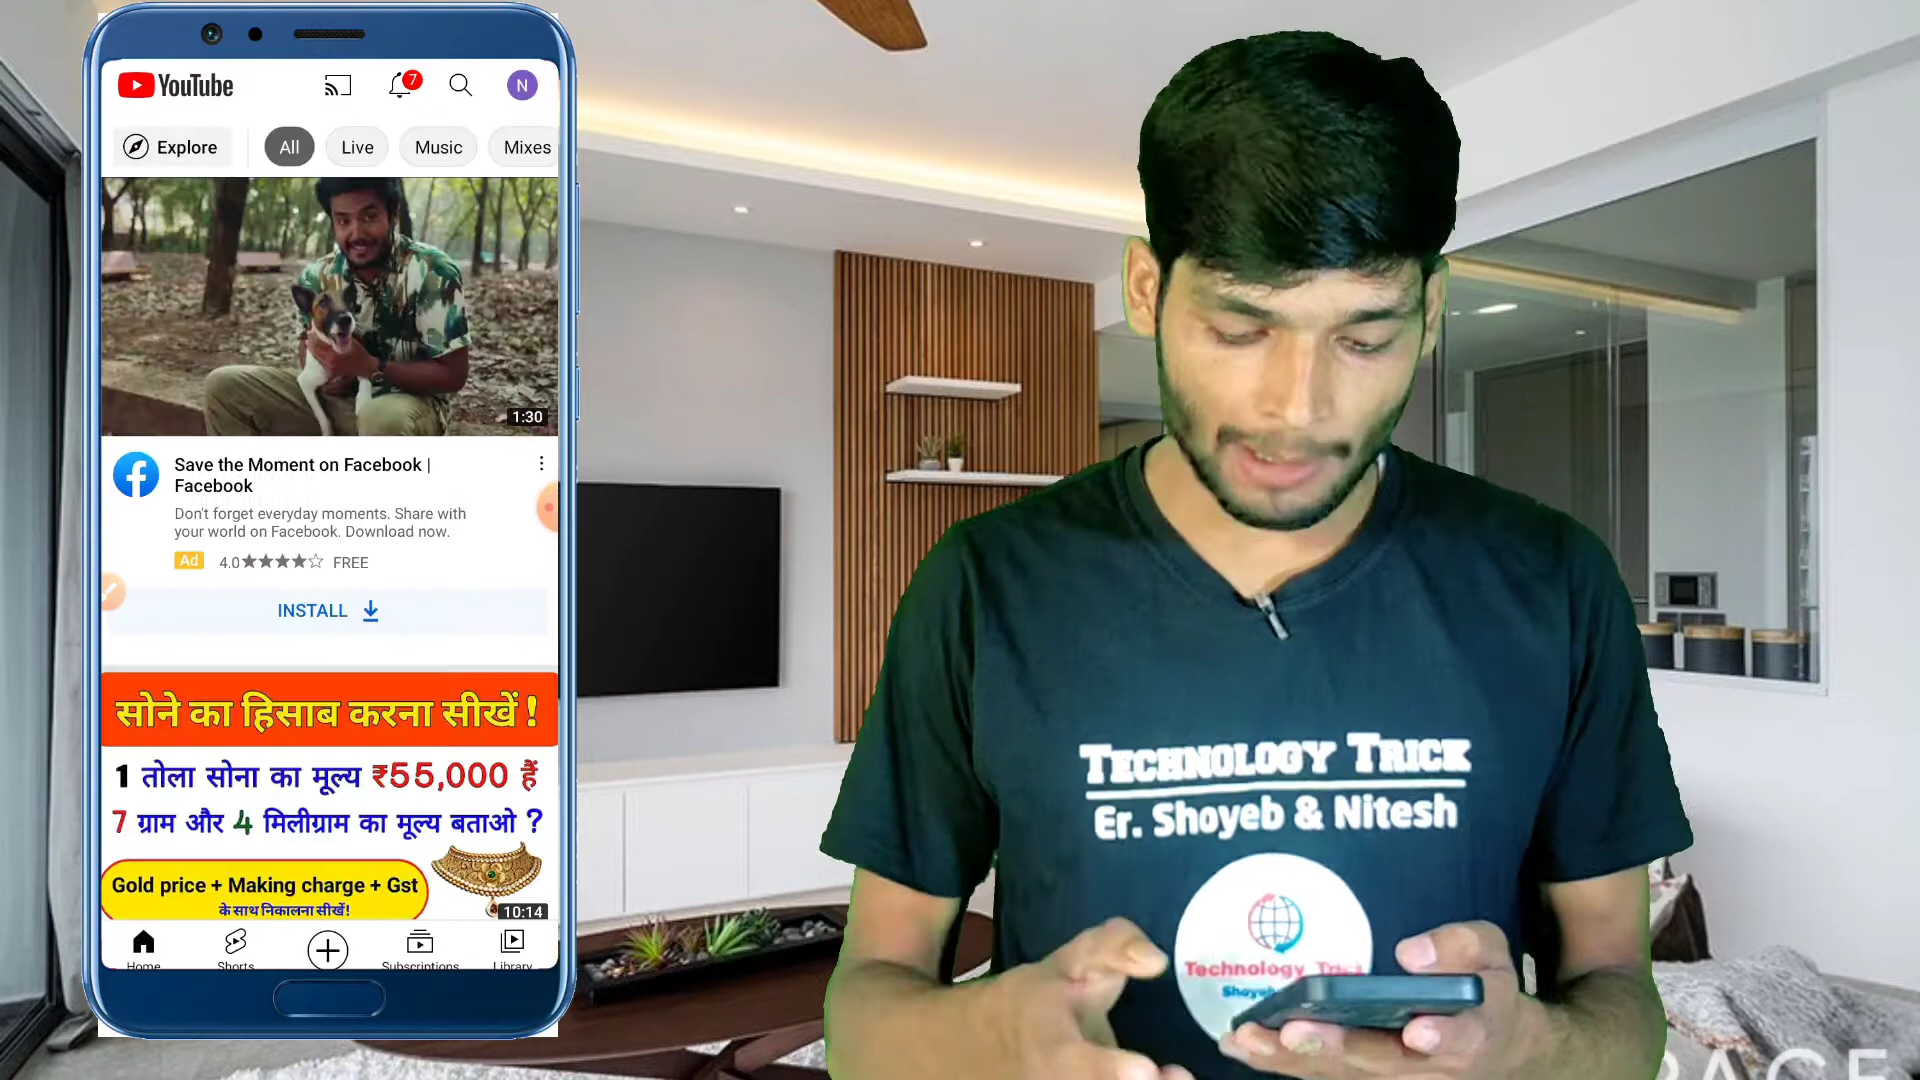 YouTube
7
N
Explore
All
Live
Music
Mixes
1:30
Save the Moment on Facebook |
Facebook
Don't forget everyday moments. Share with
your world on Facebook. Download now.
Ad 4.0 FREE
INSTALL
सोने का हिसाब करना सीखें !
1 तोला सोना का मूल्य ₹55,000 हैं
7 ग्राम और 4 मिलीग्राम का मूल्य बताओ ?
Gold price + Making charge + Gst
के साथ निकालना सीखें!
10:14
Home
Shorts
Subscriptions
Library
TECHNOLOGY TRICK
Er. Shoyeb & Nitesh
Technology Trick